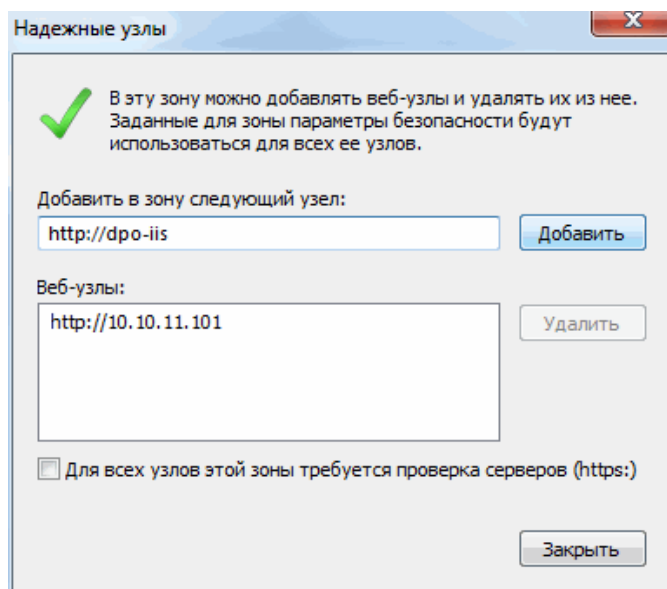 Надежные узлы
В эту зону можно добавлять веб-узлы и удалять их из нее.
Заданные для зоны параметры безопасности будут
использоваться для всех ее узлов.
Добавить в зону следующий узел:
http://dpo-iis
Добавить
Веб-узлы:
http://10.10.11.101
Удалить
Для всех узлов этой зоны требуется проверка серверов (https:)
Закрыть